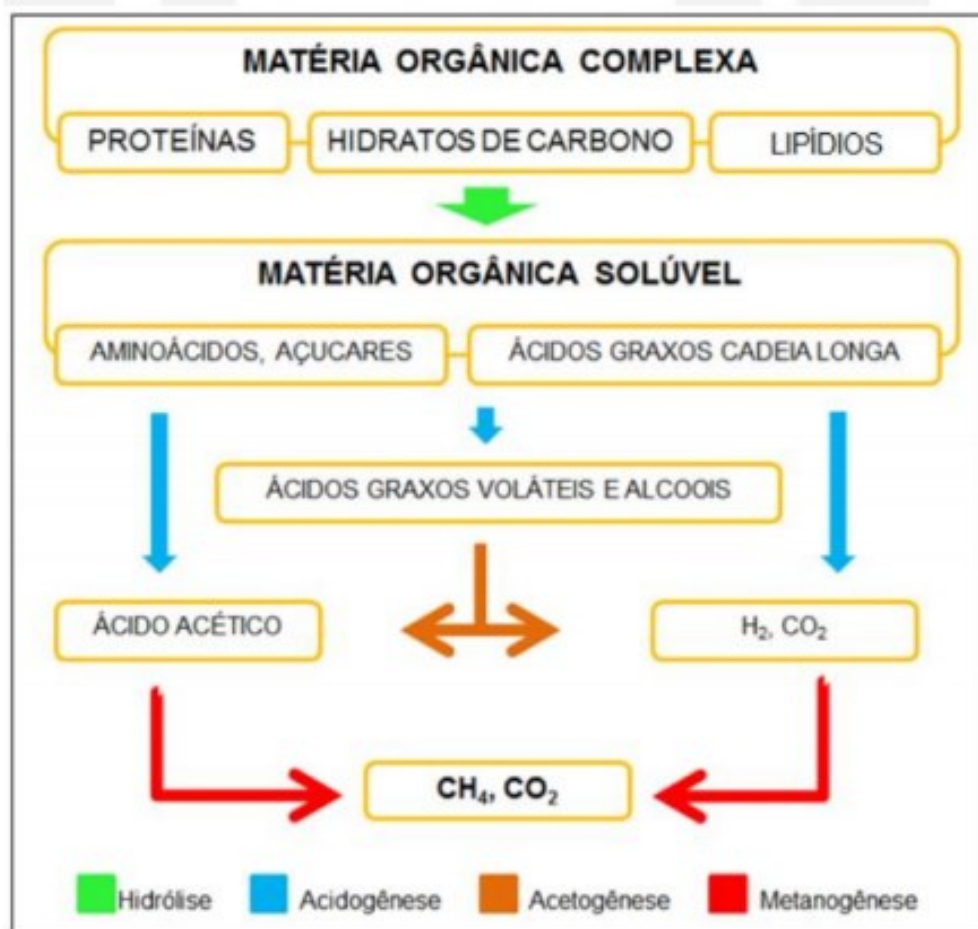 MATÉRIA ORGÂNICA COMPLEXA
PROTEÍNAS
HIDRATOS DE CARBONO
LIPÍDIOS
MATÉRIA ORGÂNICA SOLÚVEL
AMINOÁCIDOS, AÇUCARES
ÁCIDOS GRAXOS CADEIA LONGA
ÁCIDOS GRAXOS VOLÁTEIS E ALCOOIS
ÁCIDO ACÉTICO
H₂, CO₂
CH₄, CO₂
Hidrólise
Acidogênese
Acetogênese
Metanogênese